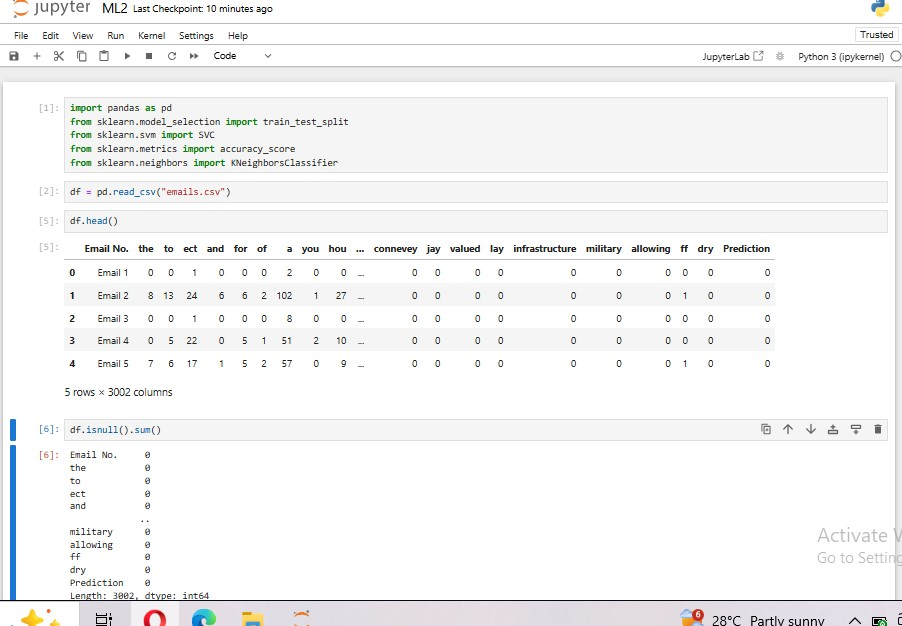 jupyter ML2 Last Checkpoint: 10 minutes ago
File Edit View Run Kernel Settings Help Trusted
Code JupyterLab Python 3 (ipykernel)
[1]: import pandas as pd
from sklearn.model_selection import train_test_split
from sklearn.svm import SVC
from sklearn.metrics import accuracy_score
from sklearn.neighbors import KNeighborsClassifier
[2]: df = pd.read_csv("emails.csv")
[5]: df.head()
[5]: Email No. the to ect and for of a you hou ... connevey jay valued lay infrastructure military allowing ff dry Prediction
0 Email 1 0 0 1 0 0 0 2 0 0 ... 0 0 0 0 0 0 0 0 0 0
1 Email 2 8 13 24 6 6 2 102 1 27 ... 0 0 0 0 0 0 0 1 0 0
2 Email 3 0 0 1 0 0 0 8 0 0 ... 0 0 0 0 0 0 0 0 0 0
3 Email 4 0 5 22 0 5 1 51 2 10 ... 0 0 0 0 0 0 0 0 0 0
4 Email 5 7 6 17 1 5 2 57 0 9 ... 0 0 0 0 0 0 0 1 0 0
5 rows × 3002 columns
[6]: df.isnull().sum()
[6]: Email No. 0
the 0
to 0
ect 0
and 0
..
military 0
allowing 0
ff 0
dry 0
Prediction 0
Length: 3002, dtype: int64
Activate
Go to Setting
6 28°C Partly sunny